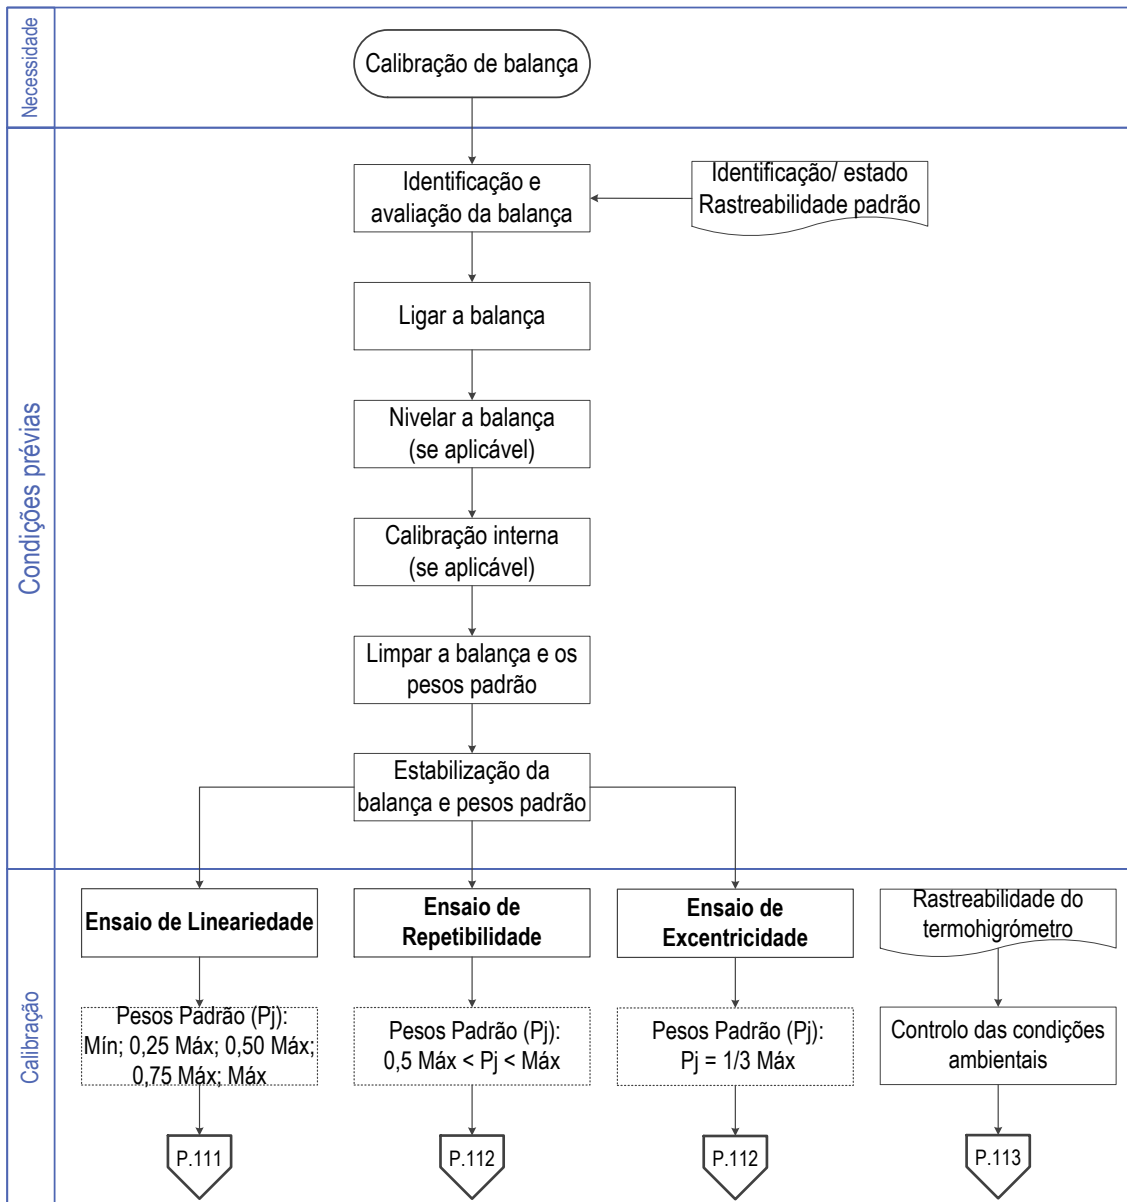 Necessidade
Calibração de balança
Condições prévias
Identificação e
avaliação da balança
Identificação/ estado
Rastreabilidade padrão
Ligar a balança
Nivelar a balança
(se aplicável)
Calibração interna
(se aplicável)
Limpar a balança e os
pesos padrão
Estabilização da
balança e pesos padrão
Calibração
Ensaio de Lineariedade
Ensaio de
Repetibilidade
Ensaio de
Excentricidade
Rastreabilidade do
termohigrómetro
Pesos Padrão (Pj):
Mín; 0,25 Máx; 0,50 Máx;
0,75 Máx; Máx
Pesos Padrão (Pj):
0,5 Máx < Pj < Máx
Pesos Padrão (Pj):
Pj = 1/3 Máx
Controlo das condições
ambientais
P.111
P.112
P.112
P.113